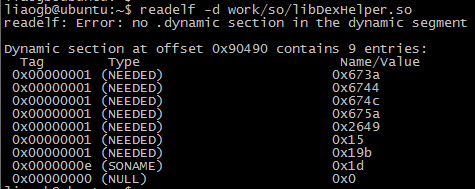 liaogb@ubuntu:~$ readelf -d work/so/libDexHelper.so
readelf: Error: no .dynamic section in the dynamic segment
Dynamic section at offset 0x90490 contains 9 entries:
Tag Type Name/Value
0x00000001 (NEEDED) 0x673a
0x00000001 (NEEDED) 0x6744
0x00000001 (NEEDED) 0x674c
0x00000001 (NEEDED) 0x675a
0x00000001 (NEEDED) 0x2649
0x00000001 (NEEDED) 0x15
0x00000001 (NEEDED) 0x19b
0x0000000e (SONAME) 0x1d
0x00000000 (NULL) 0x0